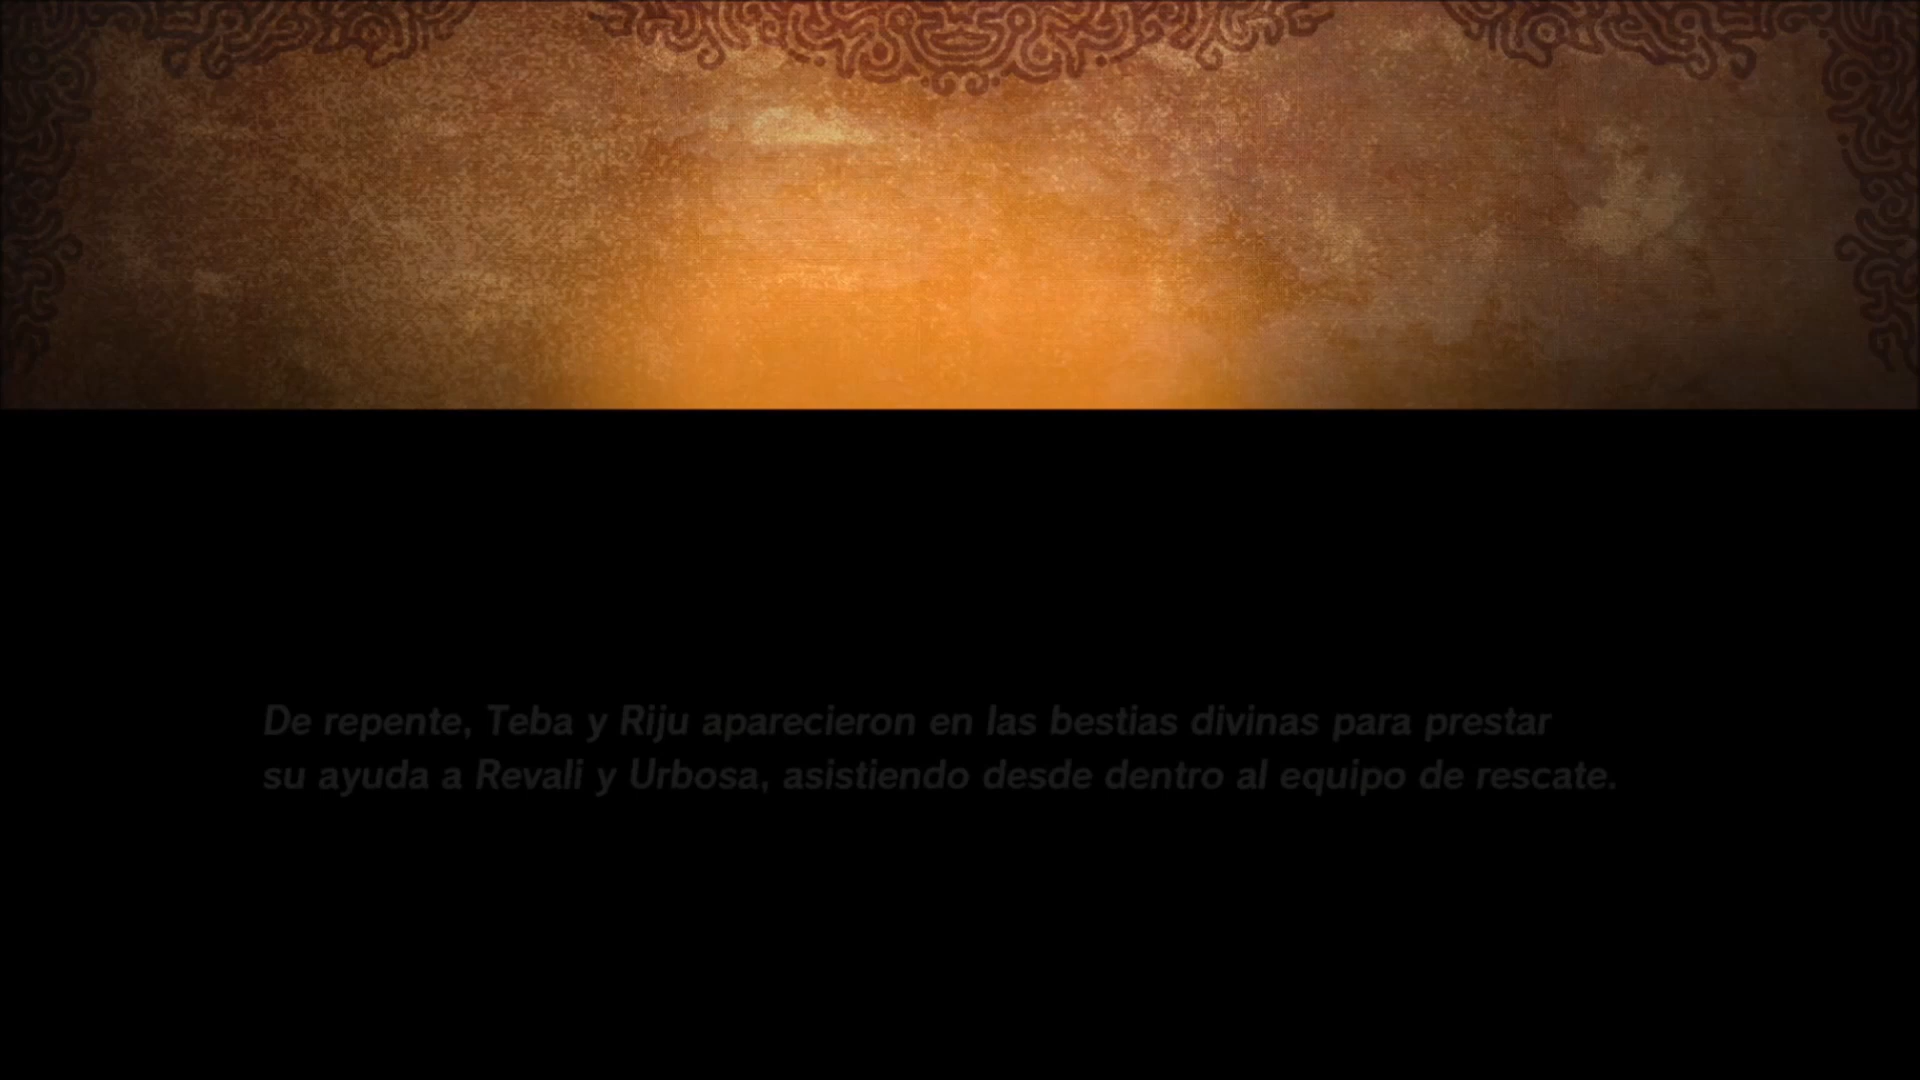 De repente, Teba y Riju aparecieron en las bestias divinas para prestar
su ayuda a Revali y Urbosa, asistiendo desde dentro al equipo de rescate.